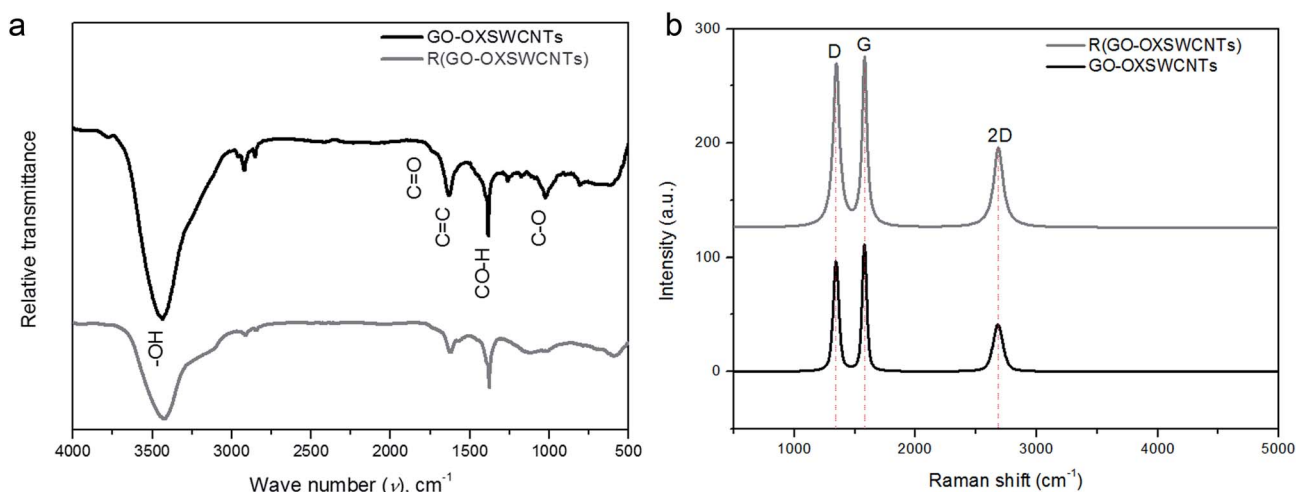 a
GO-OXSWCNTs
R(GO-OXSWCNTs)
Relative transmittance
-OH
C=O
C=C
CO-H
C-O
4000 3500 3000 2500 2000 1500 1000 500
Wave number (ν), cm-1
b
300
200
100
0
D
G
2D
R(GO-OXSWCNTs)
GO-OXSWCNTs
Intensity (a.u.)
1000 2000 3000 4000 5000
Raman shift (cm-1)